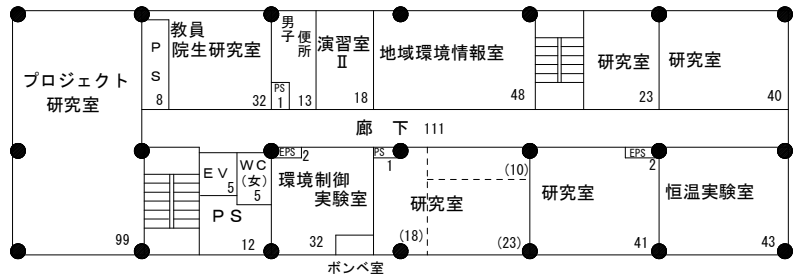 プロジェクト
研究室
99
P
S
8
教員
院生研究室
32
男
子
便
所
PS
1
13
演習室
Ⅱ
18
地域環境情報室
48
研究室
23
研究室
40
廊 下 111
EV
5
WC
(女)
5
PS
12
EPS
2
環境制御
実験室
32
ボンベ室
PS
1
(10)
研究室
(18)
(23)
研究室
41
EPS
2
恒温実験室
43